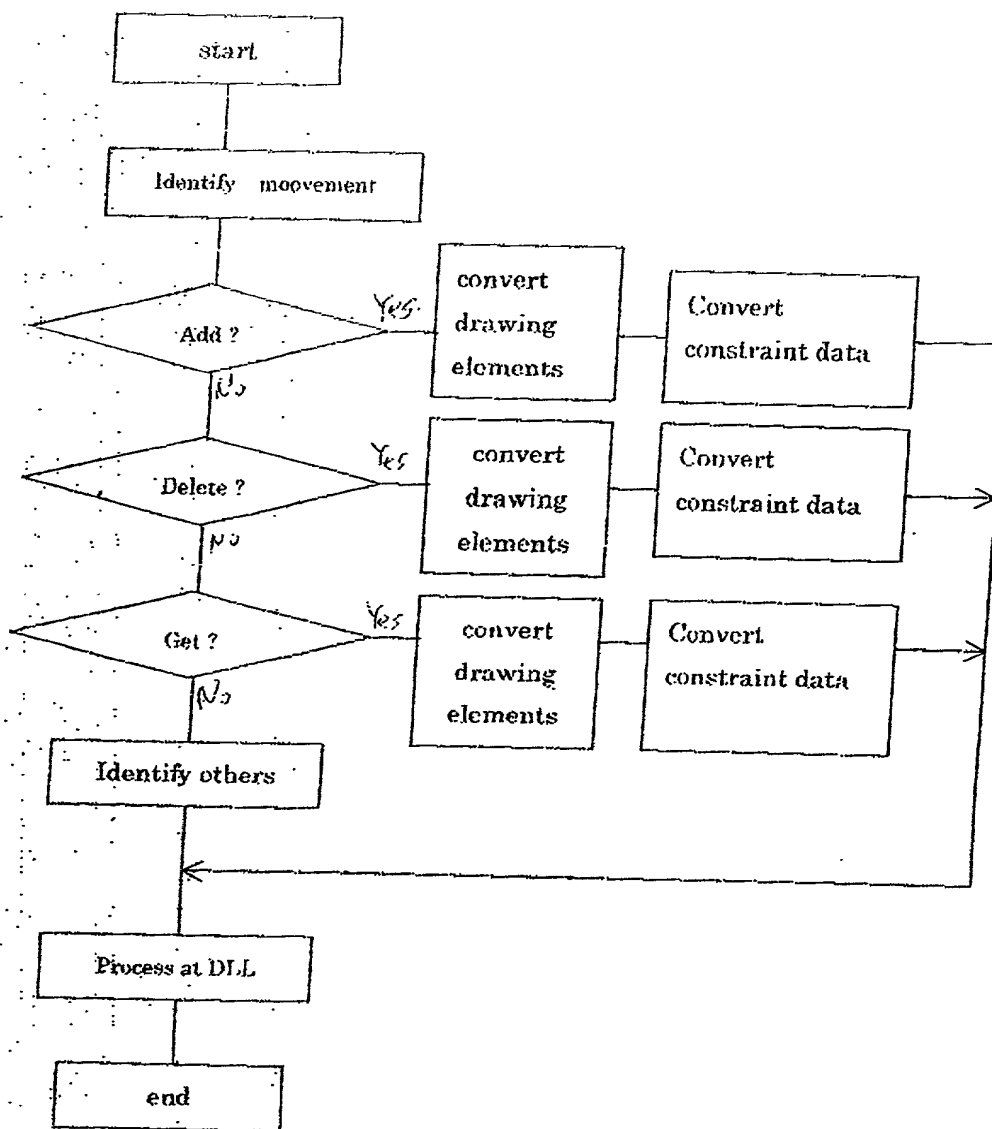 start
Identify moovement
Add ?
Yes
convert
drawing
elements
Convert
constraint data
No
Delete ?
Yes
convert
drawing
elements
Convert
constraint data
No
Get ?
Yes
convert
drawing
elements
Convert
constraint data
No
Identify others
Process at DLL
end